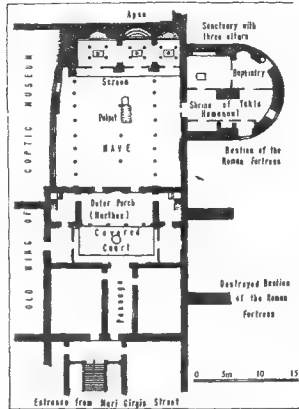 Apse
Sanctuary with
three altars
Baptistry
Screen
Shrine of Takla
Hamanout
Pulpit
NAVE
Bastion of the
Roman Fortress
COPTIC MUSEUM
OLD WING OF
Outer Porch
(Narthex)
Covered
Court
Passage
Destroyed Bastion
of the Roman
Fortress
0 5m 10 15
Entrance from Mari Girgis Street